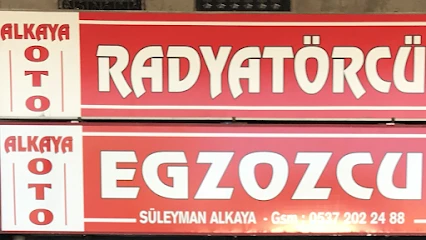 ALKAYA OTO RADYATÖRCÜ
ALKAYA OTO EGZOZCU
SÜLEYMAN ALKAYA - Gsm : 0537 202 24 88